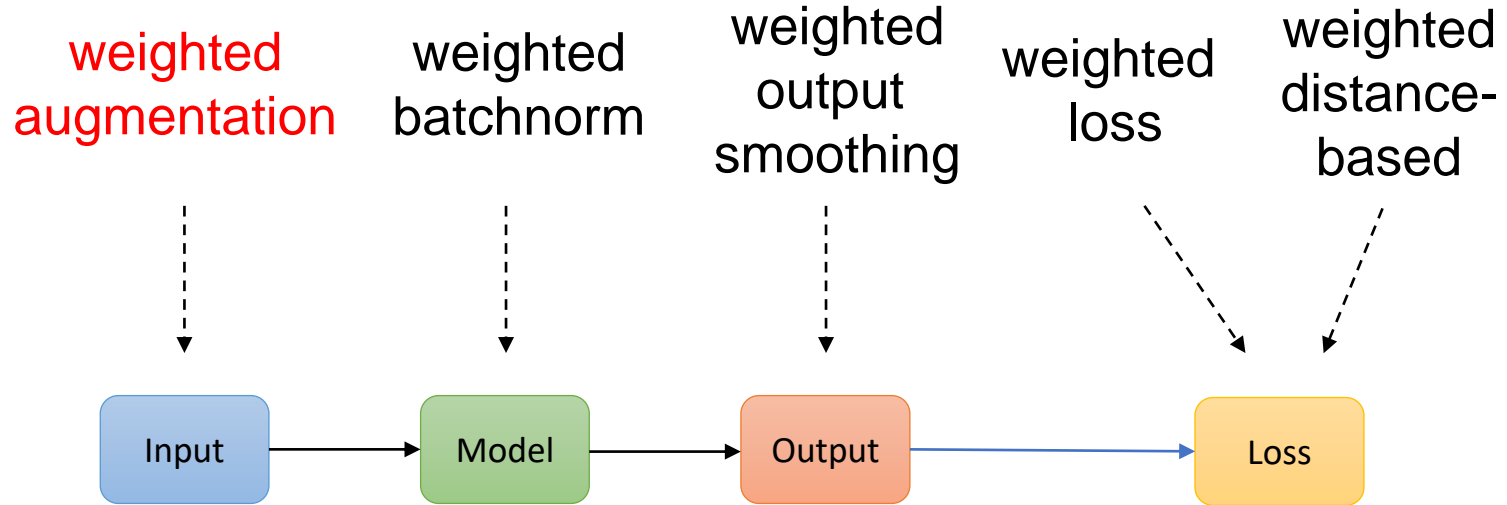 weighted
augmentation
weighted
batchnorm
weighted
output
smoothing
weighted
loss
weighted
distance-
based
Input
Model
Output
Loss